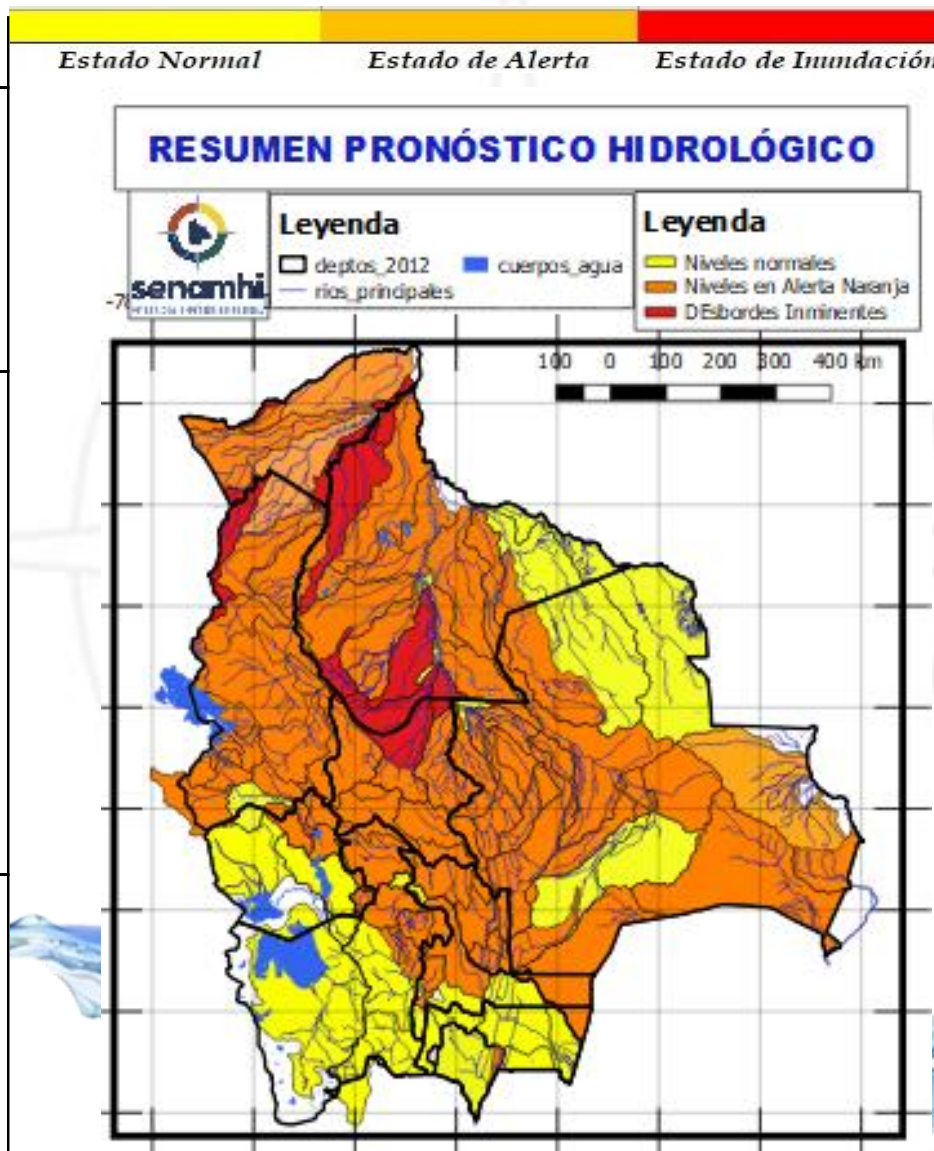 Estado Normal Estado de Alerta Estado de Inundación
RESUMEN PRONÓSTICO HIDROLÓGICO
senamhi
Leyenda
deptos_2012 cuerpos_agua
rios_principales
Leyenda
Niveles normales
Niveles en Alerta Naranja
DEsbordes Inminentes
100 0 100 200 300 400 km